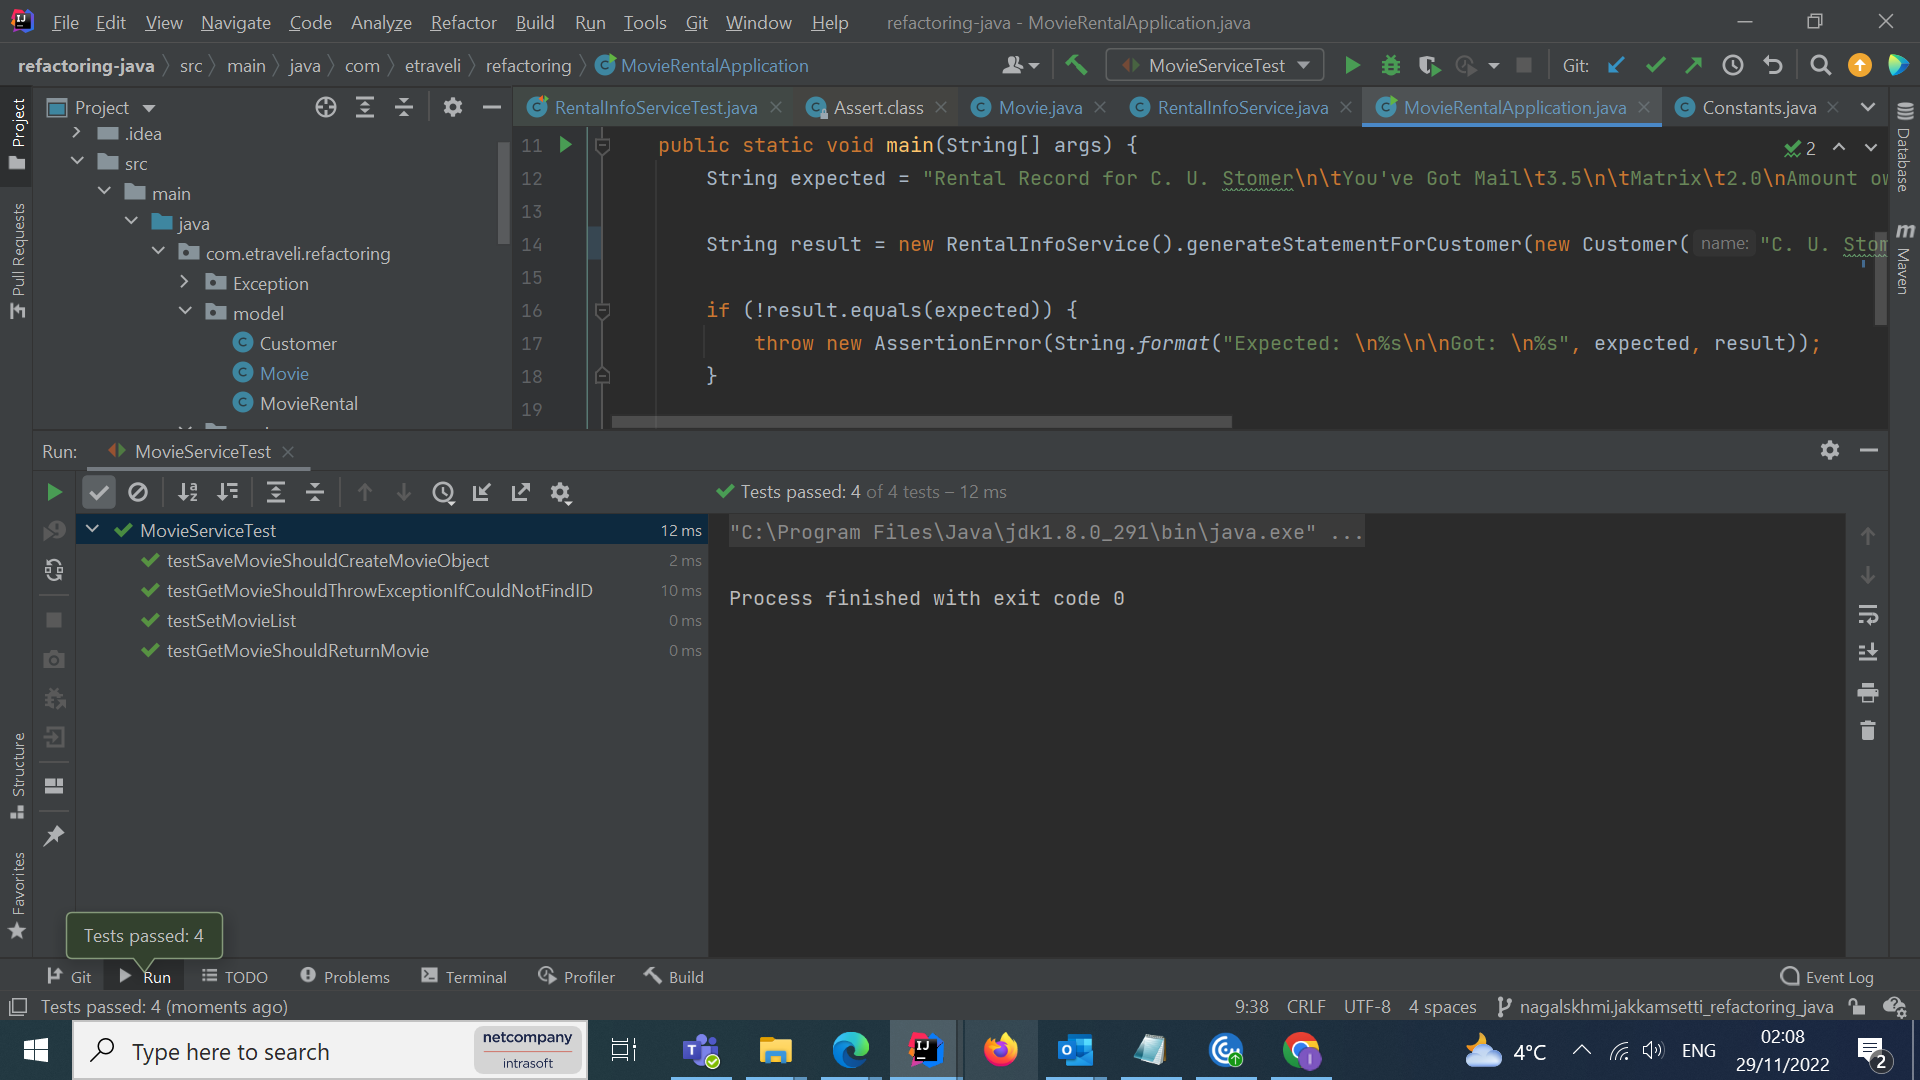 File Edit View Navigate Code Analyze Refactor Build Run Tools Git Window Help refactoring-java - MovieRentalApplication.java
refactoring-java src main java com etraveli refactoring MovieRentalApplication MovieServiceTest Git:
Project
Project
RentalInfoServiceTest.java Assert.class Movie.java RentalInfoService.java MovieRentalApplication.java Constants.java
.idea
src
main
java
com.etraveli.refactoring
Exception
model
Customer
Movie
MovieRental
11 public static void main(String[] args) {
2
12 String expected = "Rental Record for C. U. Stomer\n\tYou've Got Mail\t3.5\n\tMatrix\t2.0\nAmount ow
13
14 String result = new RentalInfoService().generateStatementForCustomer(new Customer( name: "C. U. Stom
15
16 if (!result.equals(expected)) {
17 throw new AssertionError(String.format("Expected: \n%s\n\nGot: \n%s", expected, result));
18 }
19
Database
Maven
Pull Requests
Structure
Favorites
Run: MovieServiceTest
Tests passed: 4 of 4 tests – 12 ms
MovieServiceTest 12 ms
testSaveMovieShouldCreateMovieObject 2 ms
testGetMovieShouldThrowExceptionIfCouldNotFindID 10 ms
testSetMovieList 0 ms
testGetMovieShouldReturnMovie 0 ms
"C:\Program Files\Java\jdk1.8.0_291\bin\java.exe" ...
Process finished with exit code 0
Tests passed: 4
Git Run TODO Problems Terminal Profiler Build Event Log
Tests passed: 4 (moments ago) 9:38 CRLF UTF-8 4 spaces nagalskhmi.jakkamsetti_refactoring_java
Type here to search
netcompany
intrasoft
4°C ENG
02:08
29/11/2022
2